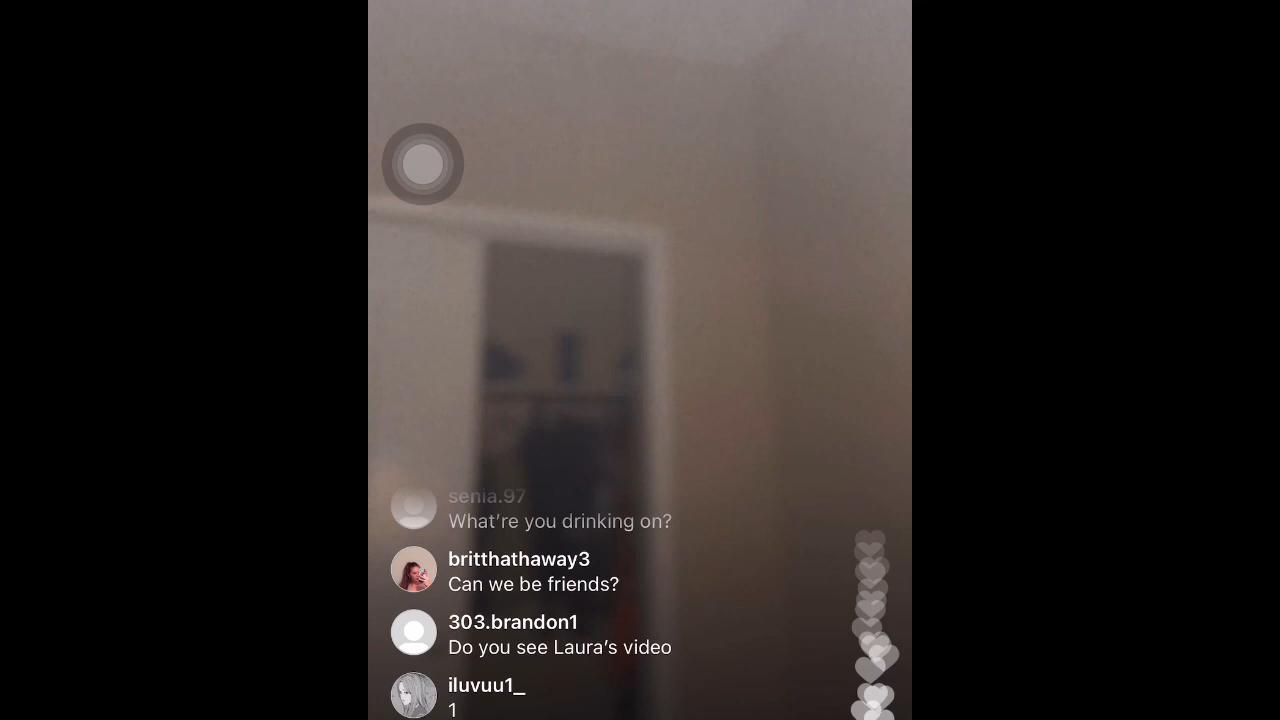 senia.97
What’re you drinking on?
britthathaway3
Can we be friends?
303.brandon1
Do you see Laura’s video
iluvuu1_
1